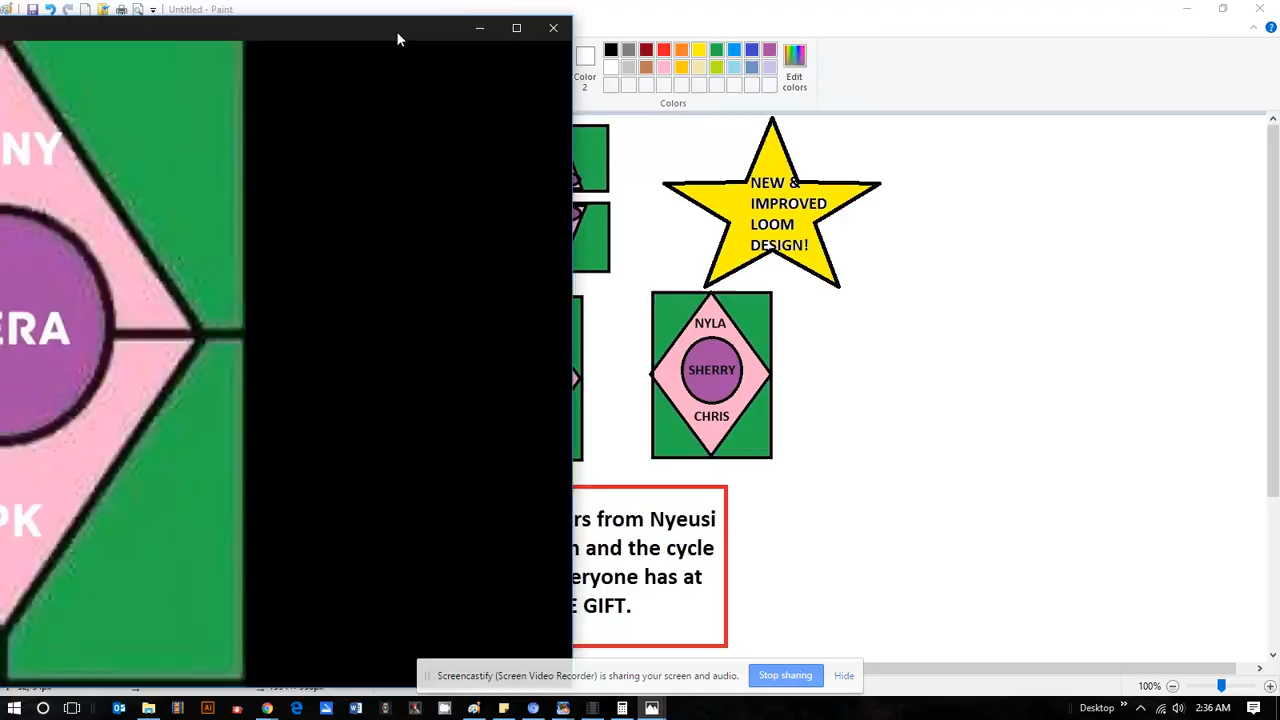 Untitled - Paint
Color
2
Edit
colors
Colors
NY
ERA
PK
NEW &
IMPROVED
LOOM
DESIGN!
NYLA
SHERRY
CHRIS
rs from Nyeusi
and the cycle
eryone has at
E GIFT.
Screencastify (Screen Video Recorder) is sharing your screen and audio.
Stop sharing
Hide
100%
Desktop
2:36 AM